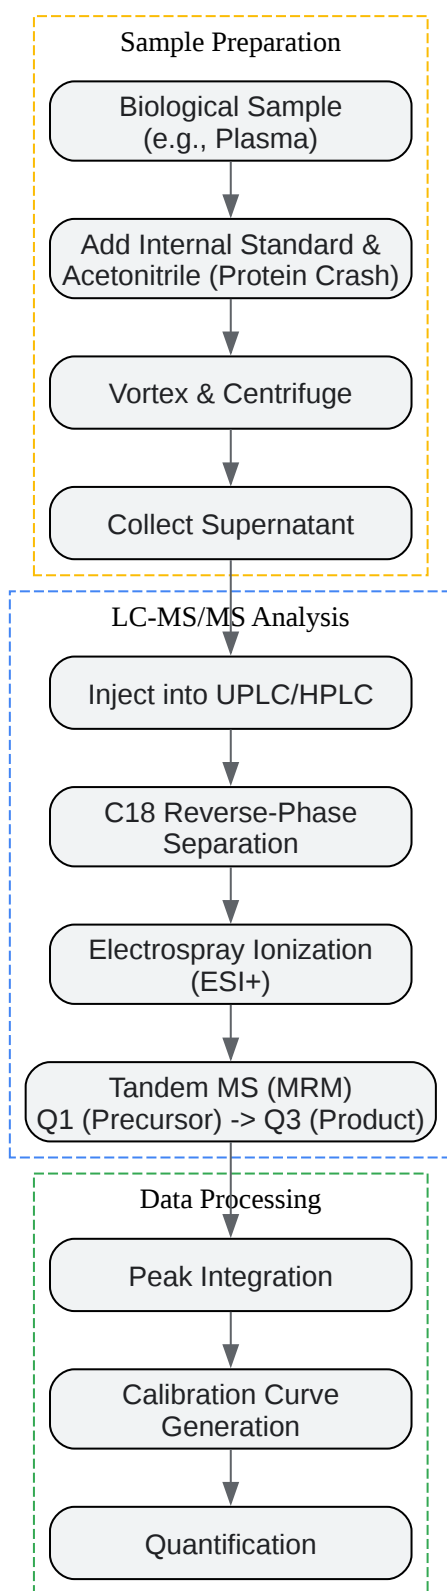 Sample Preparation
Biological Sample
(e.g., Plasma)
Add Internal Standard &
Acetonitrile (Protein Crash)
Vortex & Centrifuge
Collect Supernatant
LC-MS/MS Analysis
Inject into UPLC/HPLC
C18 Reverse-Phase
Separation
Electrospray Ionization
(ESI+)
Tandem MS (MRM)
Q1 (Precursor) -> Q3 (Product)
Data Processing
Peak Integration
Calibration Curve
Generation
Quantification